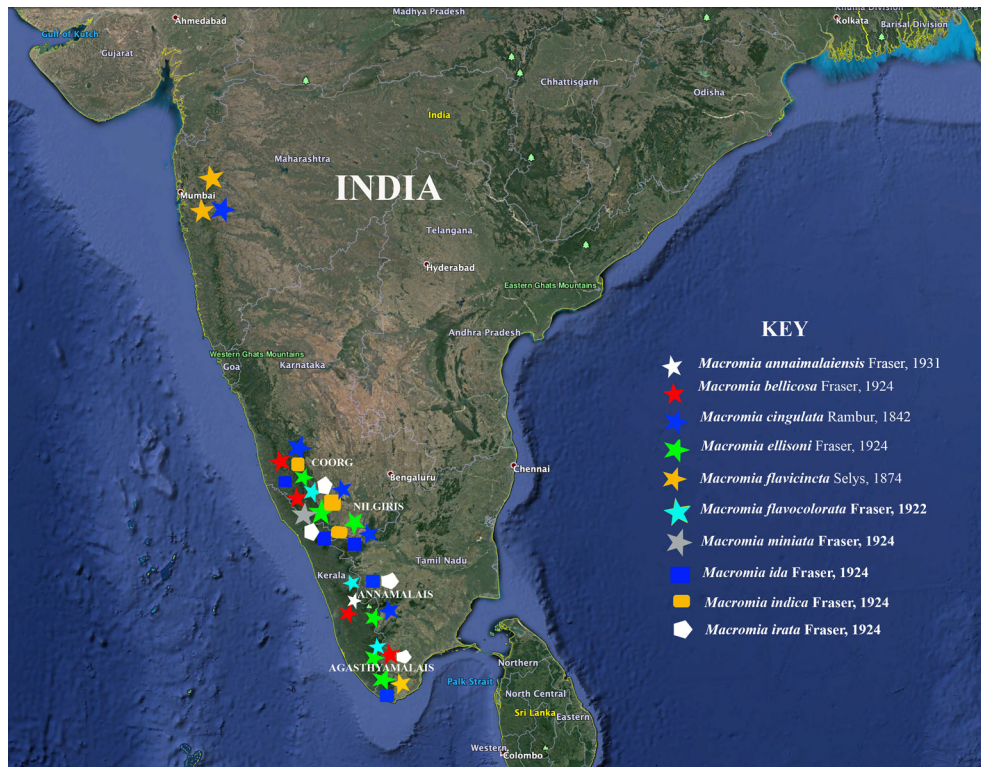 Madhya Pradesh
Ahmedabad
Kolkata
Khulna Division
Barisal Division
Gulf of Kutch
Gujarat
Chhattisgarh
Odisha
India
Maharashtra
INDIA
Mumbai
Telangana
Hyderabad
Eastern Ghats Mountains
Andhra Pradesh
Western Ghats Mountains
Goa
Karnataka
KEY
Macromia annaimalaiensis Fraser, 1931
Macromia bellicosa Fraser, 1924
Macromia cingulata Rambur, 1842
Macromia ellisoni Fraser, 1924
Macromia flavicincta Selys, 1874
Macromia flavocolorata Fraser, 1922
Macromia miniata Fraser, 1924
Macromia ida Fraser, 1924
Macromia indica Fraser, 1924
Macromia irata Fraser, 1924
COORG
Bengaluru
Chennai
NILGIRIS
Tamil Nadu
Kerala
ANNAMALAIS
AGASTHYAMALAIS
Palk Strait
Northern
North Central
Sri Lanka
Eastern
Western
Colombo